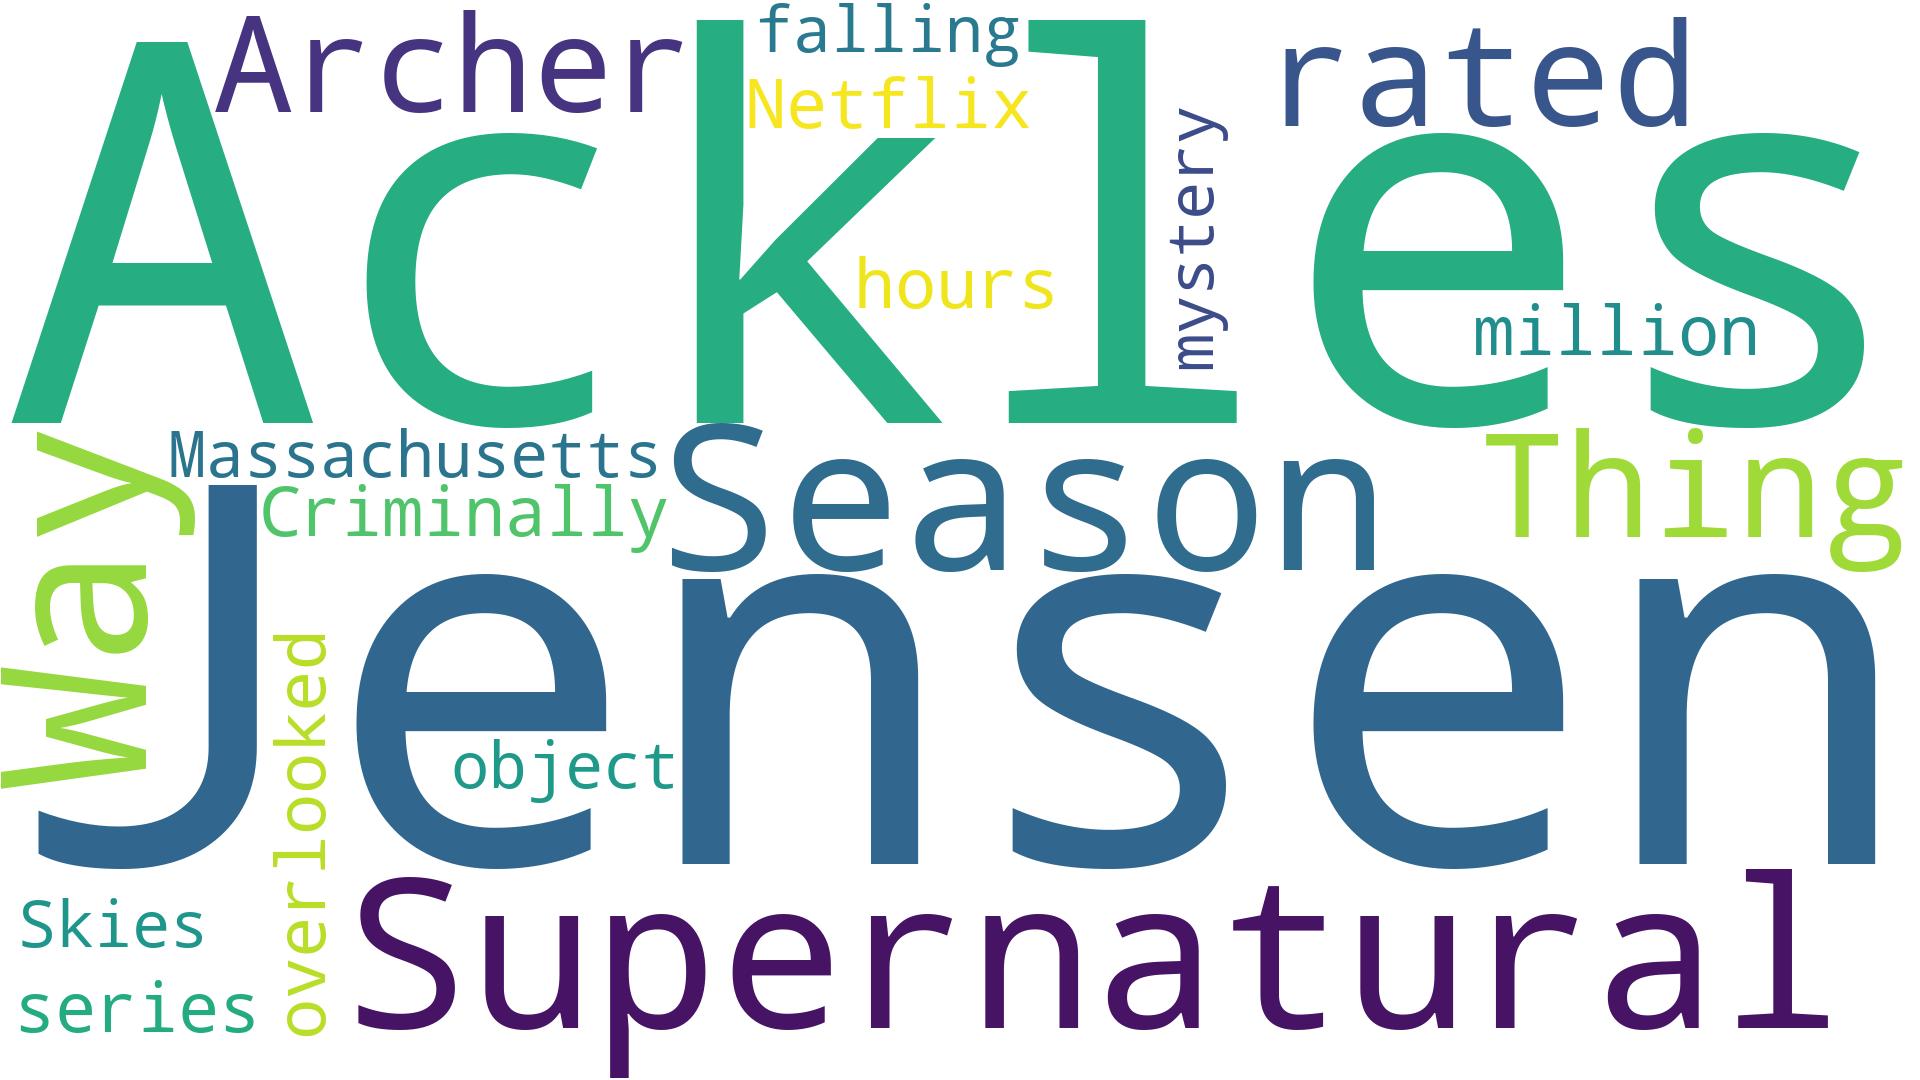 Archer
falling
rated
Netflix
Ackles
mystery
hours
million
Massachusetts
Season
Thing
Criminally
Way
Jensen
overlooked
object
Supernatural
Skies
series